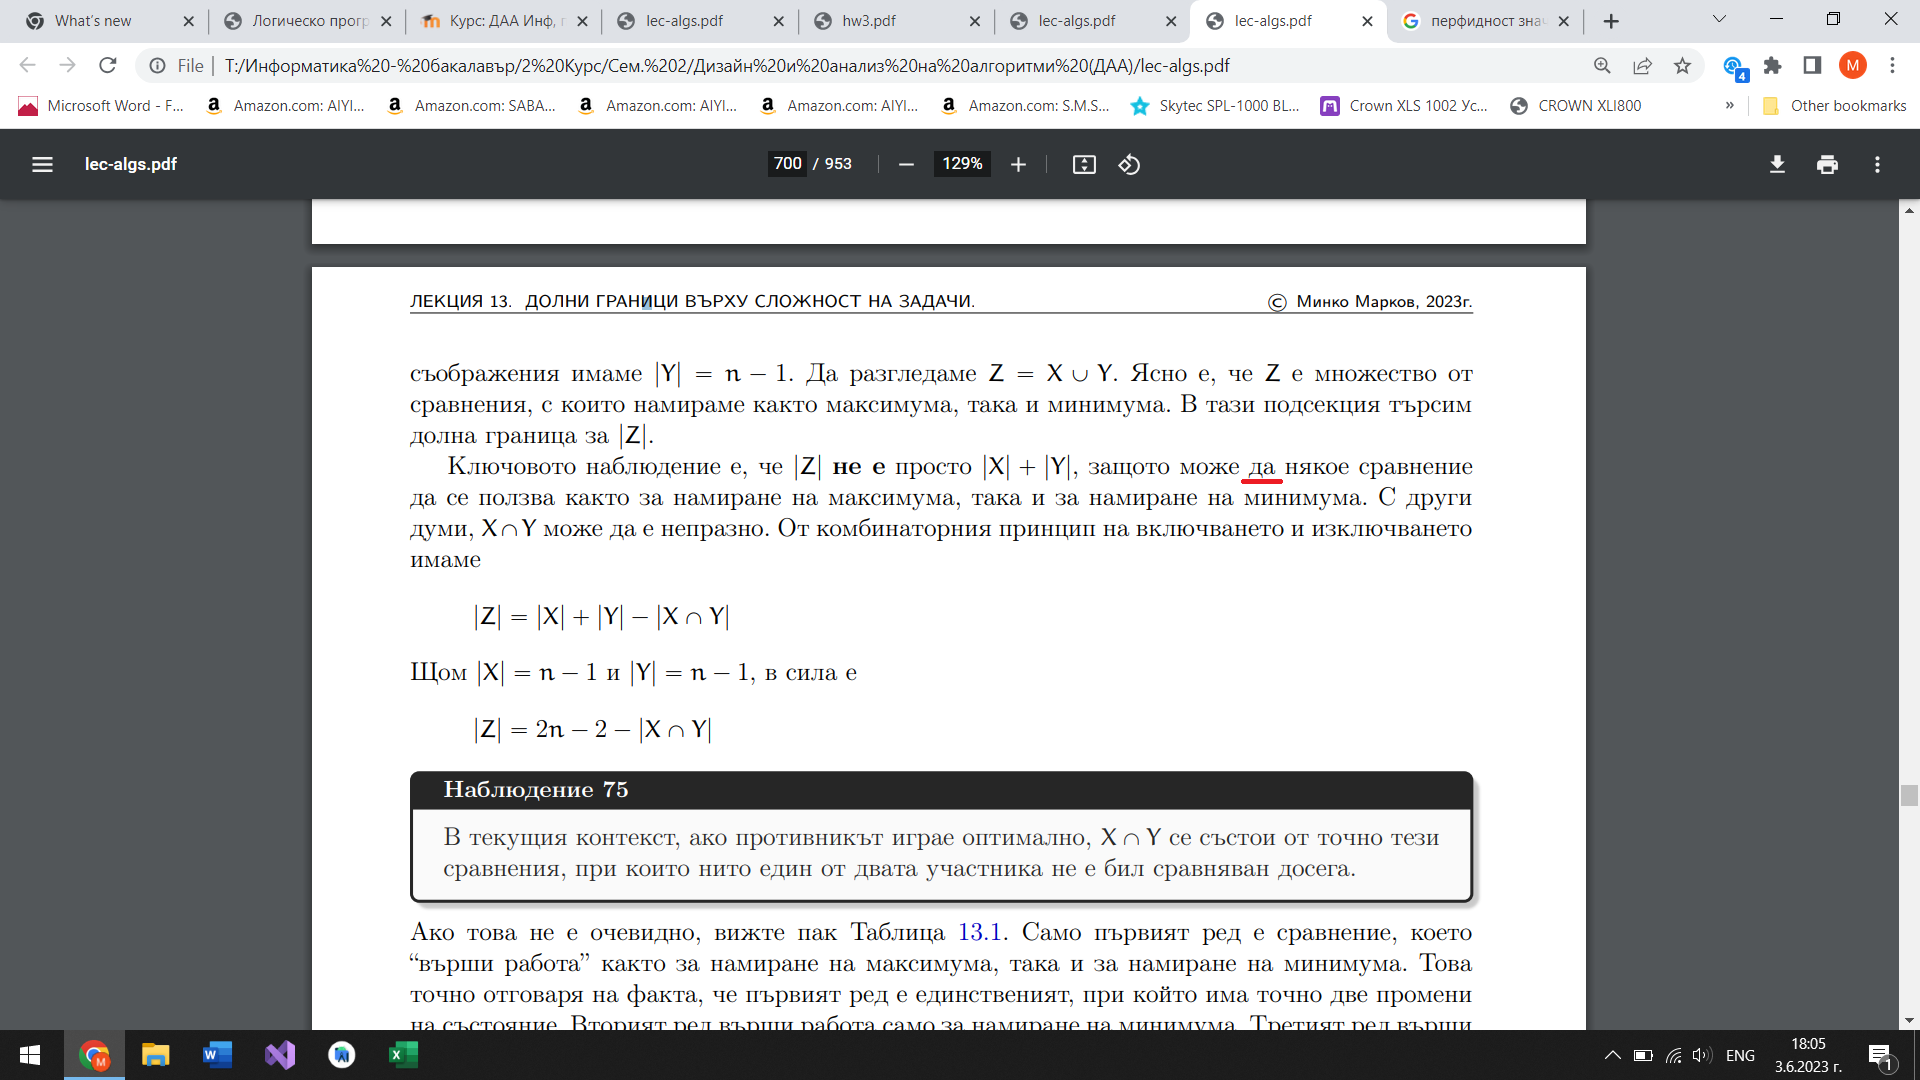 What's new
Логическо прогр
Курс: ДАА Инф, п
lec-algs.pdf
hw3.pdf
lec-algs.pdf
lec-algs.pdf
перфидност знач
File
T:/Информатика%20-%20бакалавър/2%20Курс/Сем.%202/Дизайн%20и%20анализ%20на%20алгоритми%20(ДАА)/lec-algs.pdf
4
M
Microsoft Word - F...
Amazon.com: AIYI...
Amazon.com: SABA...
Amazon.com: AIYI...
Amazon.com: AIYI...
Amazon.com: S.M.S...
Skytec SPL-1000 BL...
Crown XLS 1002 Ус...
CROWN XLI800
»
Other bookmarks
lec-algs.pdf
700 / 953
129%
ЛЕКЦИЯ 13. ДОЛНИ ГРАНИЦИ ВЪРХУ СЛОЖНОСТ НА ЗАДАЧИ. © Минко Марков, 2023г.
съображения имаме |Y| = n − 1. Да разгледаме Z = X ∪ Y. Ясно е, че Z е множество от
сравнения, с които намираме както максимума, така и минимума. В тази подсекция търсим
долна граница за |Z|.
Ключовото наблюдение е, че |Z| не е просто |X| + |Y|, защото може да някое сравнение
да се ползва както за намиране на максимума, така и за намиране на минимума. С други
думи, X ∩ Y може да е непразно. От комбинаторния принцип на включването и изключването
имаме
|Z| = |X| + |Y| − |X ∩ Y|
Щом |X| = n − 1 и |Y| = n − 1, в сила е
|Z| = 2n − 2 − |X ∩ Y|
Наблюдение 75
В текущия контекст, ако противникът играе оптимално, X ∩ Y се състои от точно тези
сравнения, при които нито един от двата участника не е бил сравняван досега.
Ако това не е очевидно, вижте пак Таблица 13.1. Само първият ред е сравнение, което
“върши работа” както за намиране на максимума, така и за намиране на минимума. Това
точно отговаря на факта, че първият ред е единственият, при който има точно две промени
на състояние. Вторият ред върши работа само за намиране на минимума. Третият ред върши
ENG
18:05
3.6.2023 г.
1